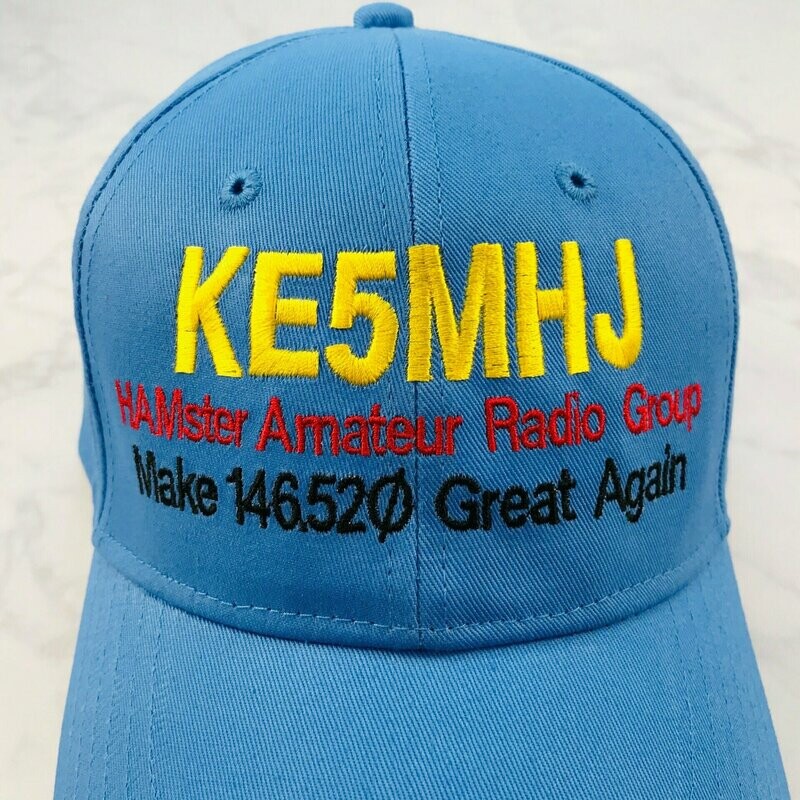 KE5MHJ
HAMster Amateur Radio Group
Make 146.52Ø Great Again